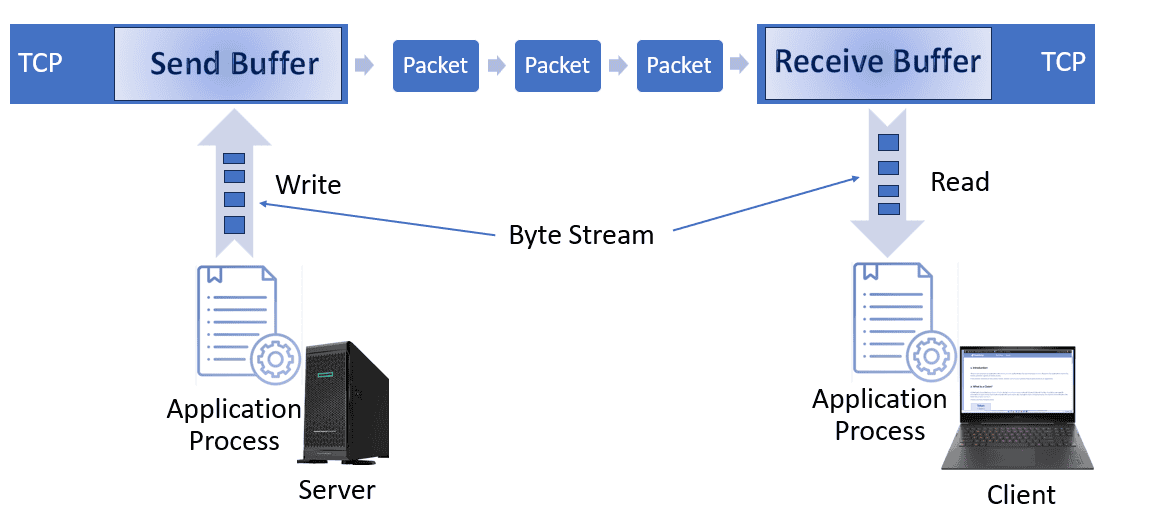 TCP
Send Buffer
Packet
Packet
Packet
Receive Buffer
TCP
Write
Read
Byte Stream
Application
Process
Server
Application
Process
Client